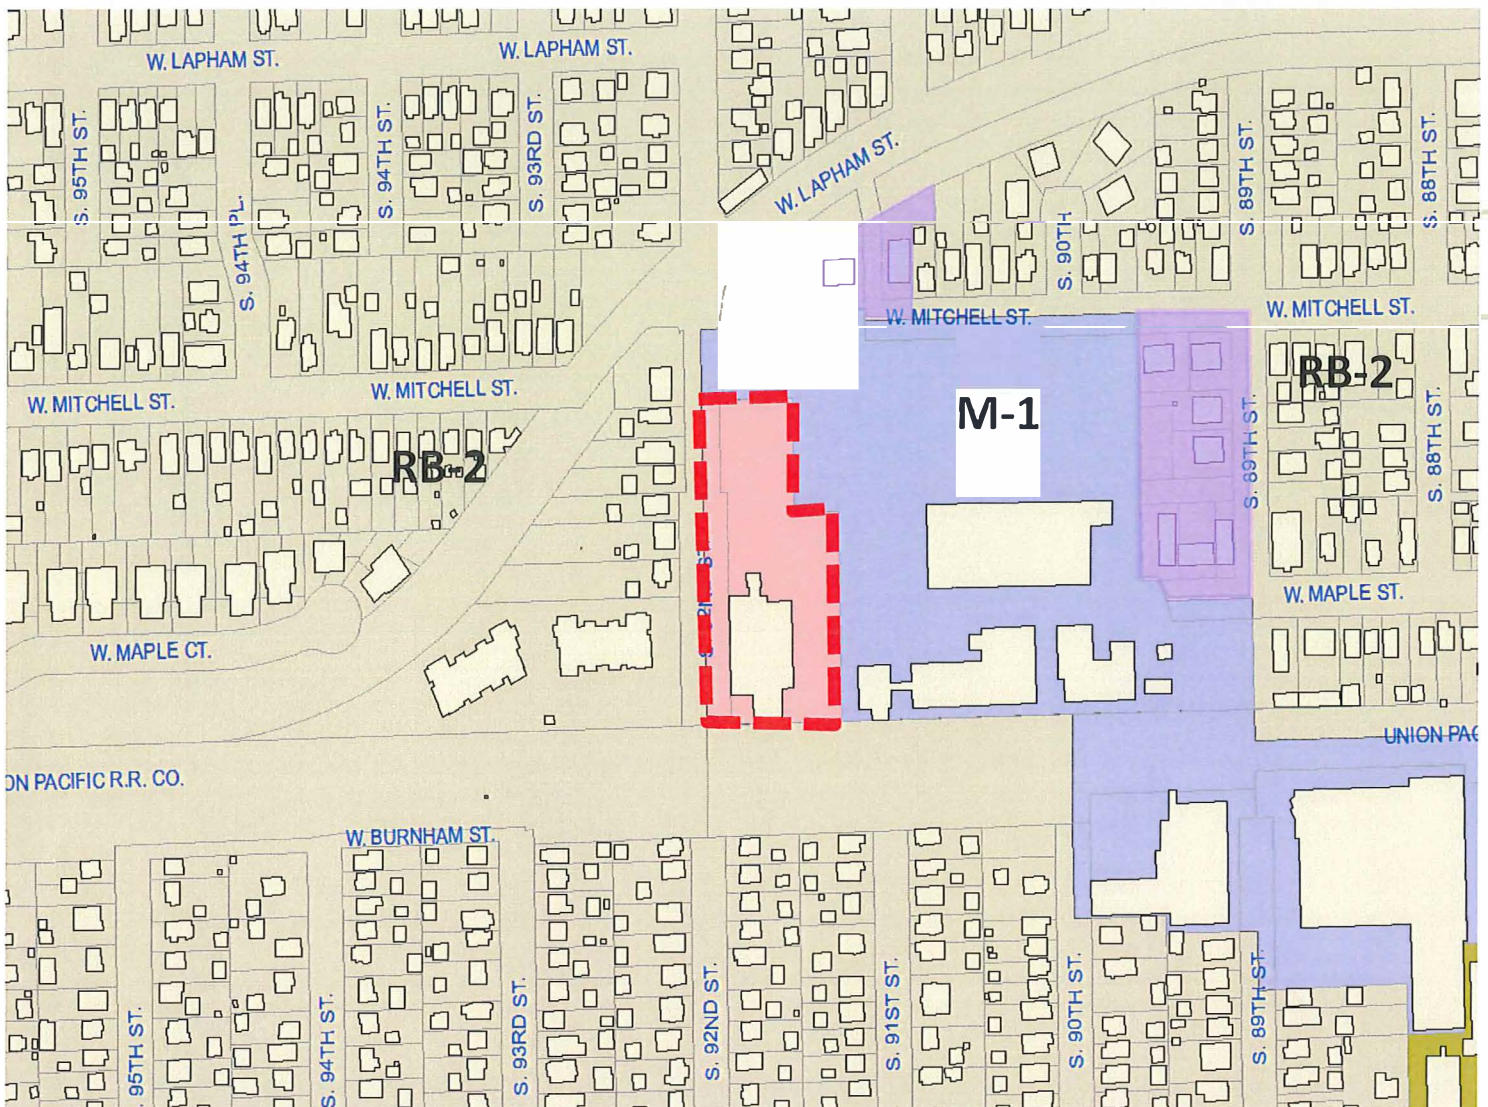 W. LAPHAM ST.
W. LAPHAM ST.
S. 95TH ST.
S. 94TH PL.
S. 94TH ST.
S. 93RD ST.
W. LAPHAM ST.
S. 90TH
S. 89TH ST.
S. 88TH ST.
W. MITCHELL ST.
W. MITCHELL ST.
W. MITCHELL ST.
W. MITCHELL ST.
RB-2
M-1
RB-2
S. 89TH ST.
S. 88TH ST.
W. MAPLE ST.
W. MAPLE CT.
UNION PAC
ON PACIFIC R.R. CO.
W. BURNHAM ST.
95TH ST.
S. 94TH ST.
S. 93RD ST.
S. 92ND ST.
S. 91ST ST.
S. 90TH ST.
S. 89TH ST.